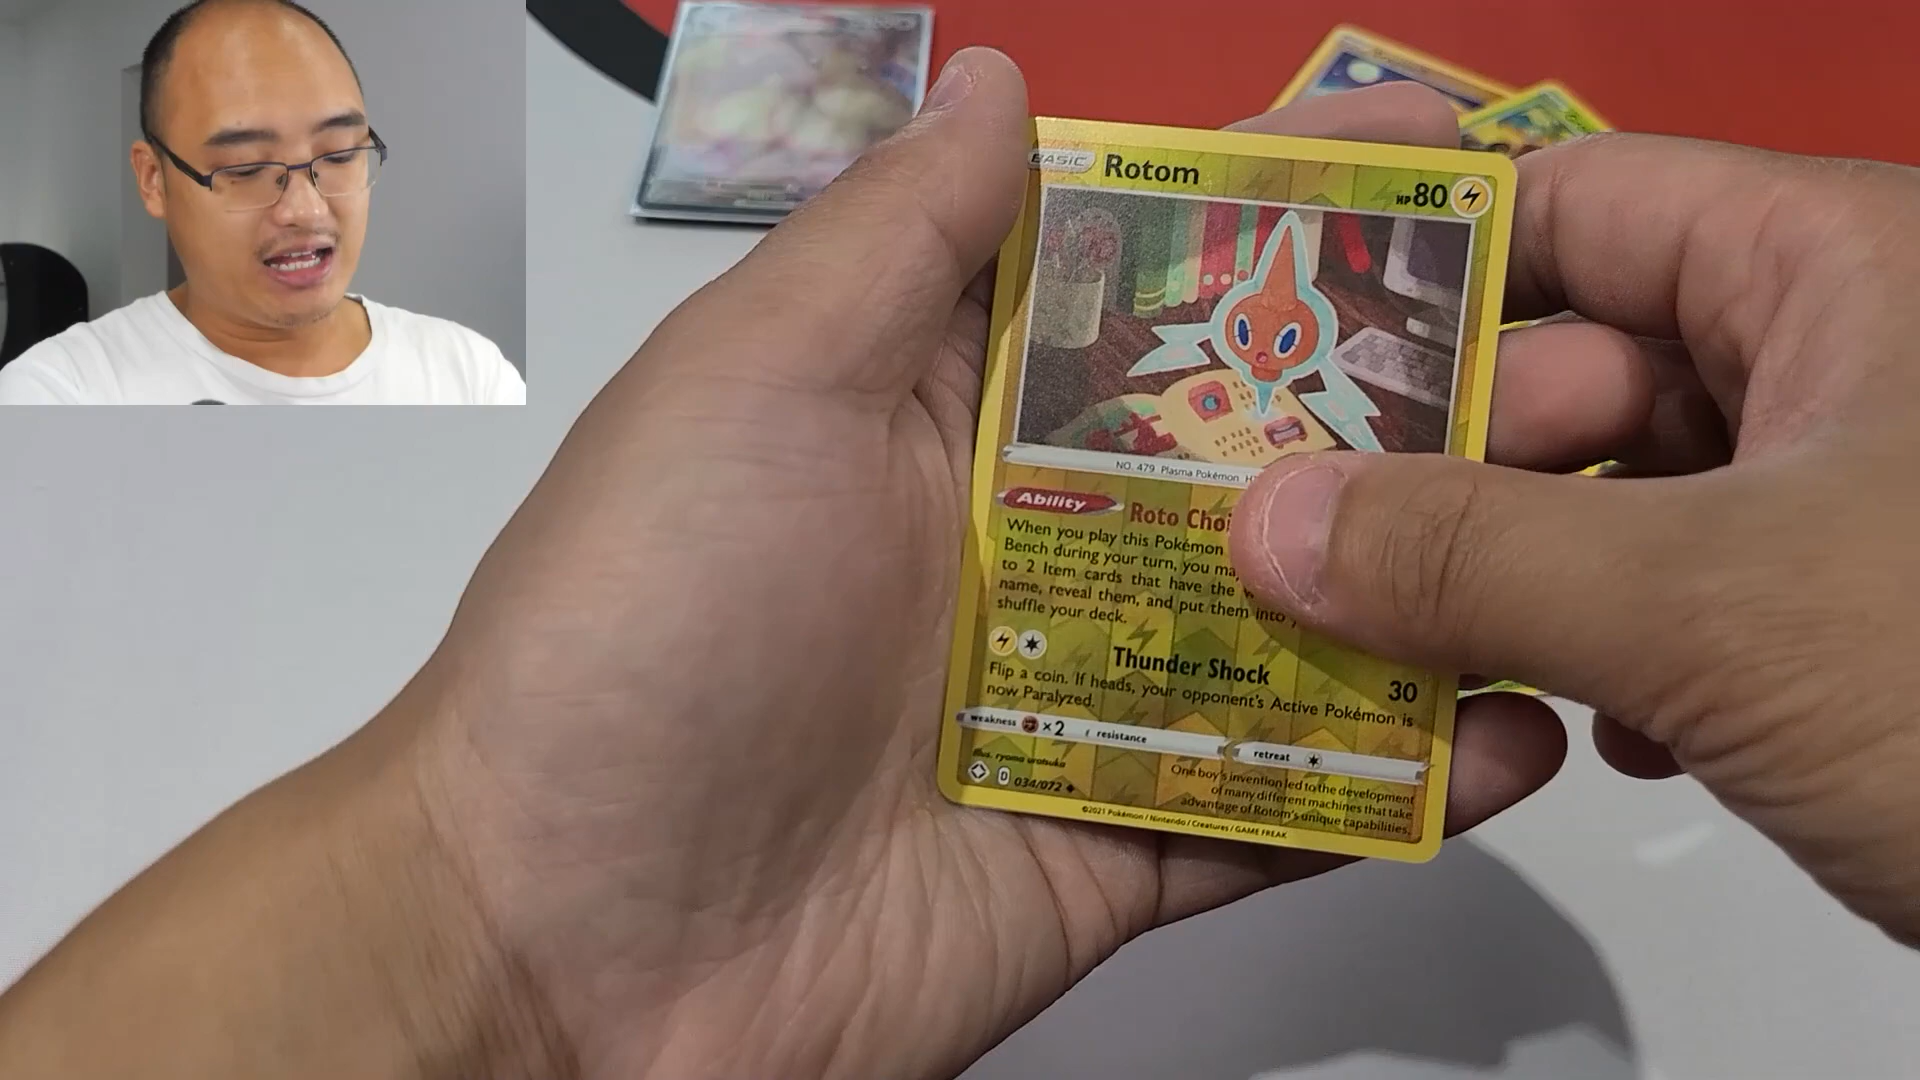 BASIC Rotom HP80
NO. 479 Plasma Pokémon
Ability Roto
When you play this Pokémon
Bench during your turn, you
to 2 Item cards that have the
name, reveal them, and put them into
shuffle your deck.
Thunder Shock 30
Flip a coin. If heads, your opponent's Active Pokémon is
now Paralyzed.
weakness ×2 resistance retreat
Illus. ryoma uratsuka
D 034/072
One boy's invention led to the development
of many different machines that take
advantage of Rotom's unique capabilities.
©2021 Pokémon / Nintendo / Creatures / GAME FREAK